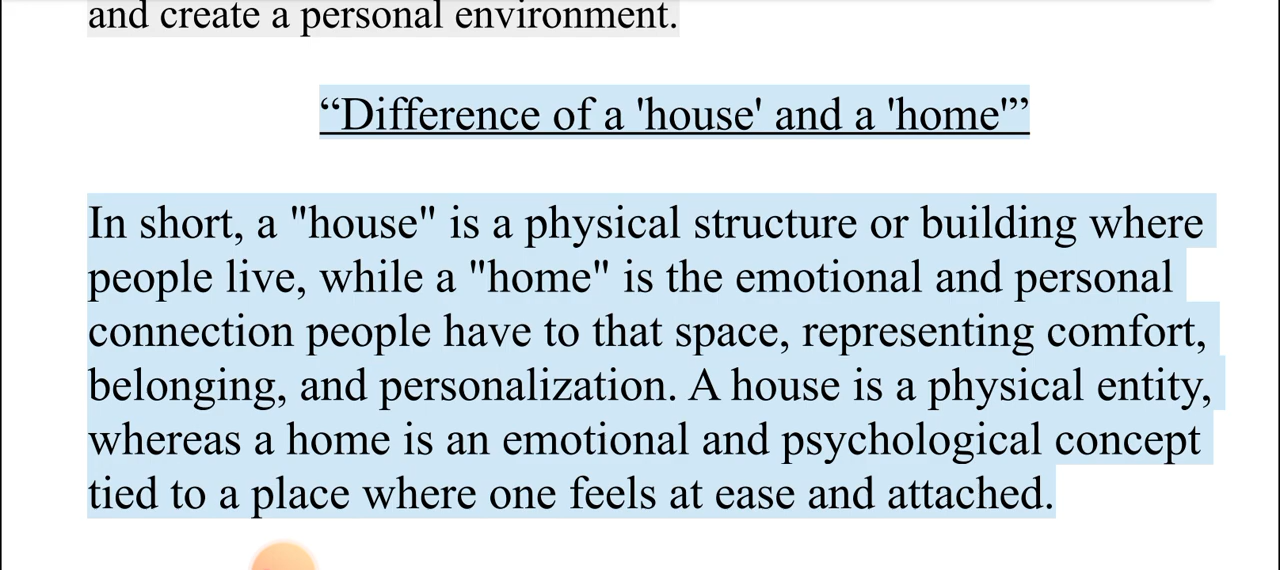 and create a personal environment.
“Difference of a 'house' and a 'home'”
In short, a "house" is a physical structure or building where
people live, while a "home" is the emotional and personal
connection people have to that space, representing comfort,
belonging, and personalization. A house is a physical entity,
whereas a home is an emotional and psychological concept
tied to a place where one feels at ease and attached.